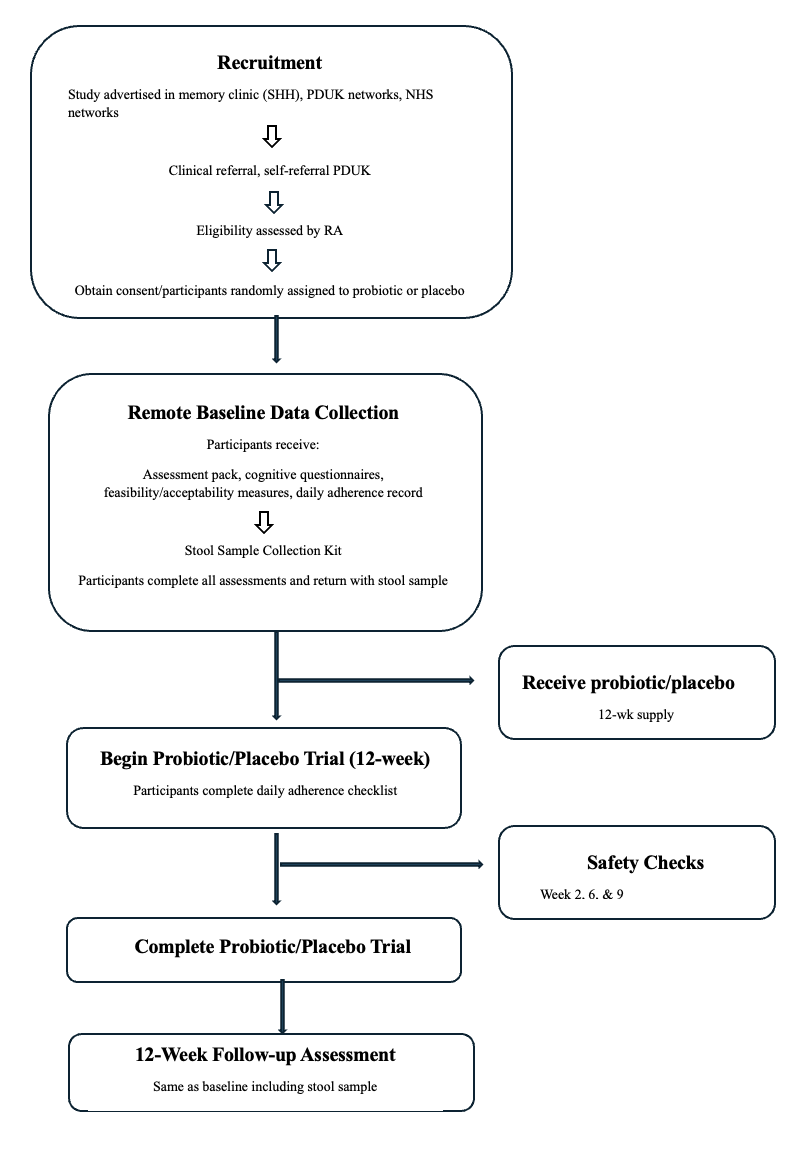 Recruitment
Study advertised in memory clinic (SHH), PDUK networks, NHS
networks
Clinical referral, self-referral PDUK
Eligibility assessed by RA
Obtain consent/participants randomly assigned to probiotic or placebo
Remote Baseline Data Collection
Participants receive:
Assessment pack, cognitive questionnaires,
feasibility/acceptability measures, daily adherence record
Stool Sample Collection Kit
Participants complete all assessments and return with stool sample
Receive probiotic/placebo
12-wk supply
Begin Probiotic/Placebo Trial (12-week)
Participants complete daily adherence checklist
Safety Checks
Week 2. 6. & 9
Complete Probiotic/Placebo Trial
12-Week Follow-up Assessment
Same as baseline including stool sample